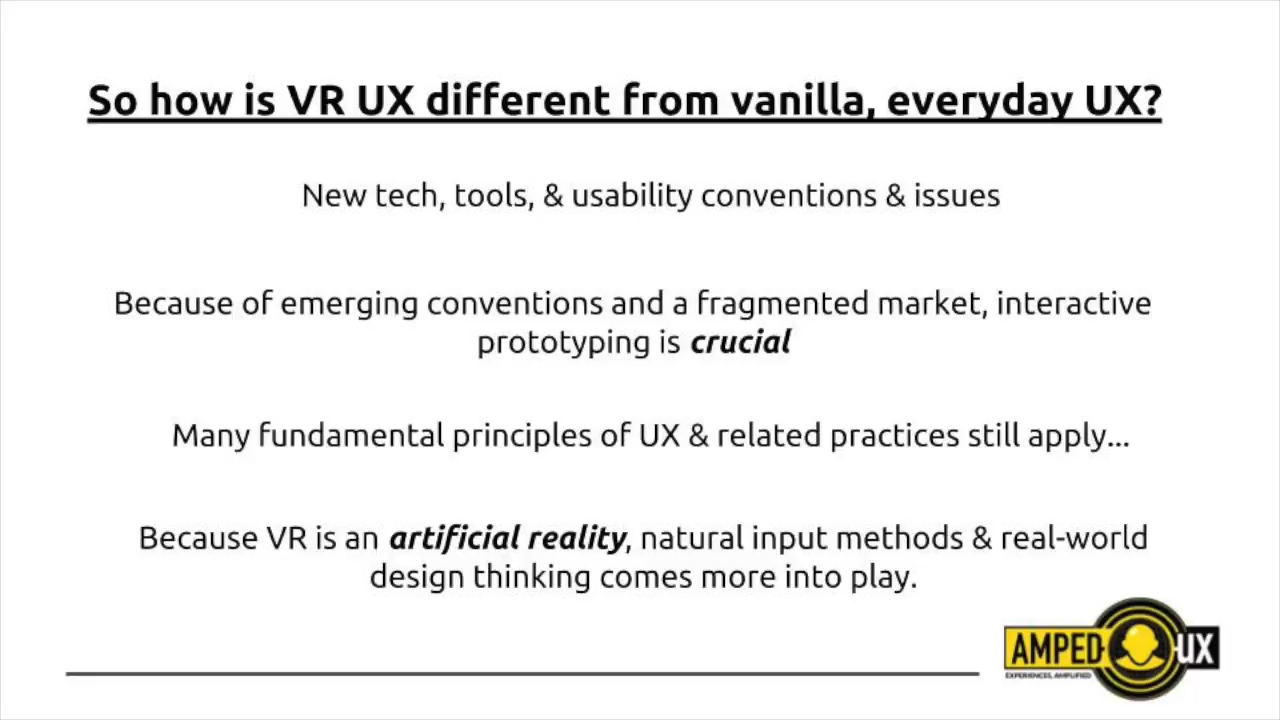 So how is VR UX different from vanilla, everyday UX?
New tech, tools, & usability conventions & issues
Because of emerging conventions and a fragmented market, interactive
prototyping is crucial
Many fundamental principles of UX & related practices still apply...
Because VR is an artificial reality, natural input methods & real-world
design thinking comes more into play.
AMPED UX
EXPERIENCES, AMPLIFIED